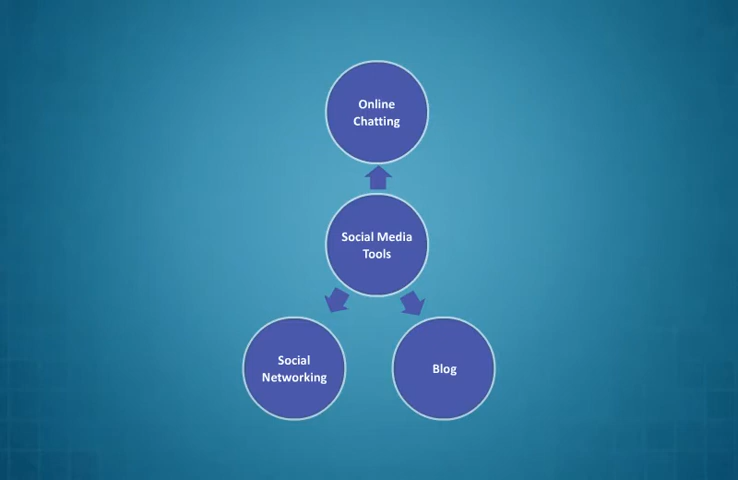 Online
Chatting
Social Media
Tools
Social
Networking
Blog